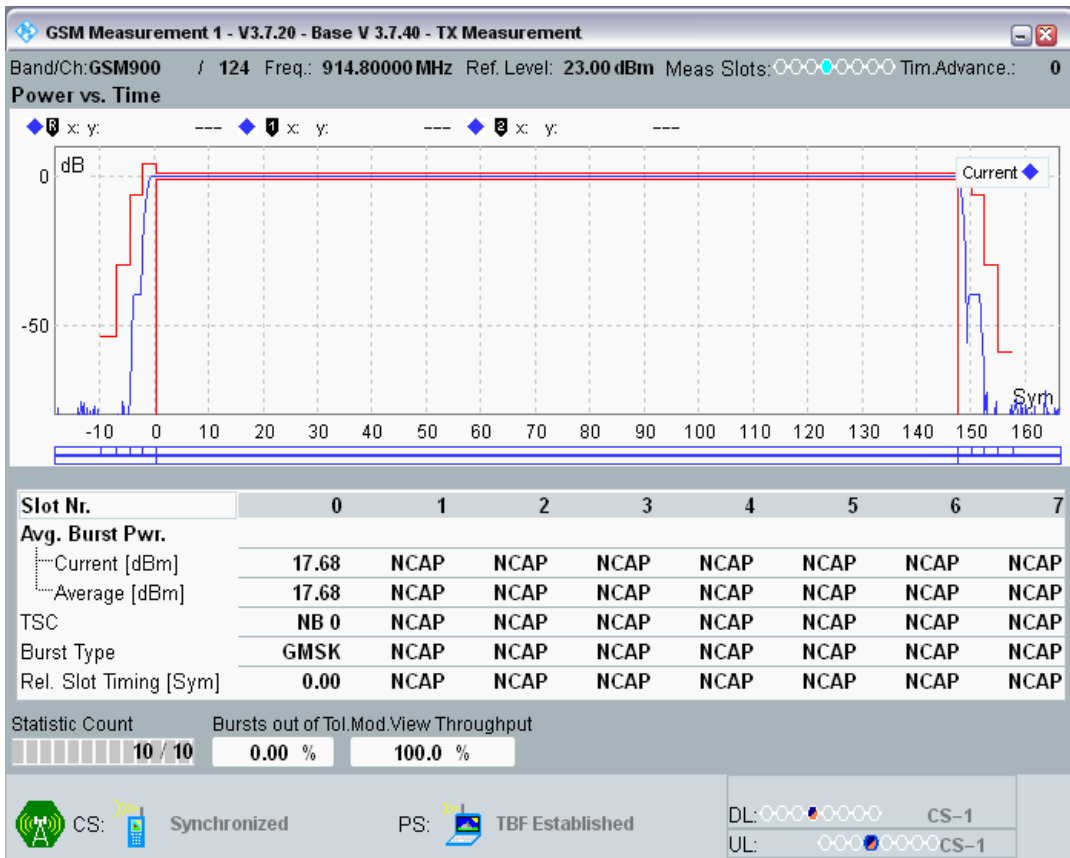 GSM Measurement 1 - V3.7.20 - Base V 3.7.40 - TX Measurement
Band/Ch:GSM900 / 124 Freq.: 914.80000 MHz Ref. Level: 23.00 dBm Meas Slots: Tim.Advance.: 0
Power vs. Time
R x: y: --- 1 x: y: --- 2 x: y: ---
dB
Current
0
-50
Sym
-10 0 10 20 30 40 50 60 70 80 90 100 110 120 130 140 150 160
Slot Nr. 0 1 2 3 4 5 6 7
Avg. Burst Pwr.
Current [dBm] 17.68 NCAP NCAP NCAP NCAP NCAP NCAP NCAP
Average [dBm] 17.68 NCAP NCAP NCAP NCAP NCAP NCAP NCAP
TSC NB 0 NCAP NCAP NCAP NCAP NCAP NCAP NCAP
Burst Type GMSK NCAP NCAP NCAP NCAP NCAP NCAP NCAP
Rel. Slot Timing [Sym] 0.00 NCAP NCAP NCAP NCAP NCAP NCAP NCAP
Statistic Count Bursts out of Tol.Mod.View Throughput
10 / 10 0.00 % 100.0 %
CS: Synchronized PS: TBF Established
DL: CS-1
UL: CS-1